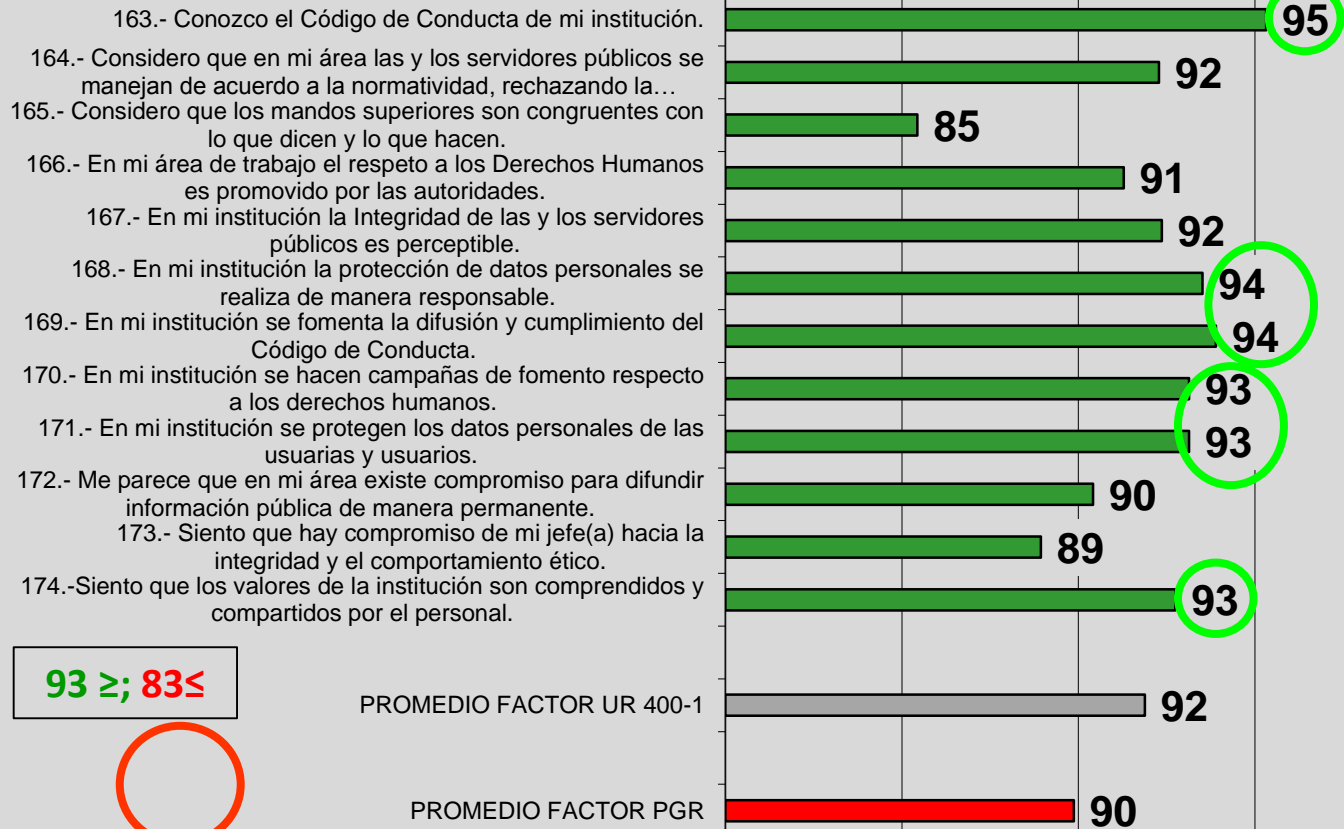 163.- Conozco el Código de Conducta de mi institución.
95
164.- Considero que en mi área las y los servidores públicos se
manejan de acuerdo a la normatividad, rechazando la…
92
165.- Considero que los mandos superiores son congruentes con
lo que dicen y lo que hacen.
85
166.- En mi área de trabajo el respeto a los Derechos Humanos
es promovido por las autoridades.
91
167.- En mi institución la Integridad de las y los servidores
públicos es perceptible.
92
168.- En mi institución la protección de datos personales se
realiza de manera responsable.
94
169.- En mi institución se fomenta la difusión y cumplimiento del
Código de Conducta.
94
170.- En mi institución se hacen campañas de fomento respecto
a los derechos humanos.
93
171.- En mi institución se protegen los datos personales de las
usuarias y usuarios.
93
172.- Me parece que en mi área existe compromiso para difundir
información pública de manera permanente.
90
173.- Siento que hay compromiso de mi jefe(a) hacia la
integridad y el comportamiento ético.
89
174.-Siento que los valores de la institución son comprendidos y
compartidos por el personal.
93
93 ≥; 83≤
PROMEDIO FACTOR UR 400-1
92
PROMEDIO FACTOR PGR
90